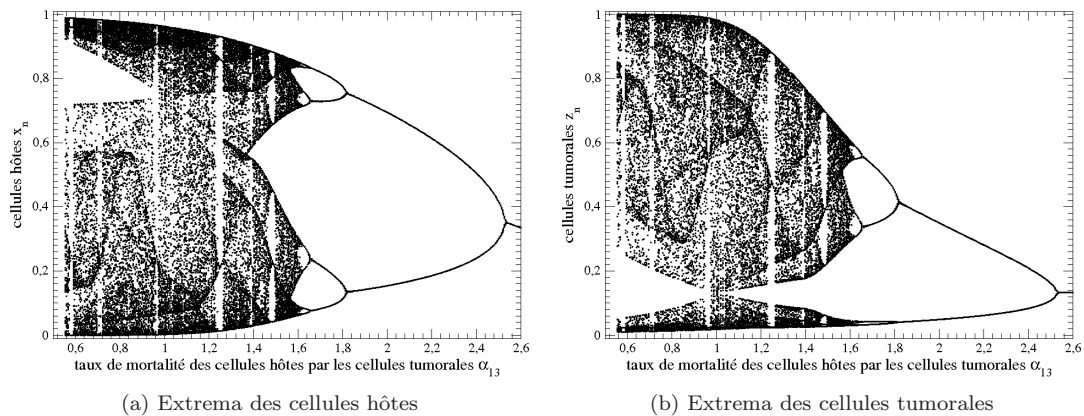 1
0,8
0,6
0,4
0,2
0
cellules hôtes x_n
0,6 0,8 1 1,2 1,4 1,6 1,8 2 2,2 2,4 2,6
taux de mortalité des cellules hôtes par les cellules tumorales α_13
(a) Extrema des cellules hôtes
1
0,8
0,6
0,4
0,2
0
cellules tumorales z_n
0,6 0,8 1 1,2 1,4 1,6 1,8 2 2,2 2,4 2,6
taux de mortalité des cellules hôtes par les cellules tumorales α_13
(b) Extrema des cellules tumorales